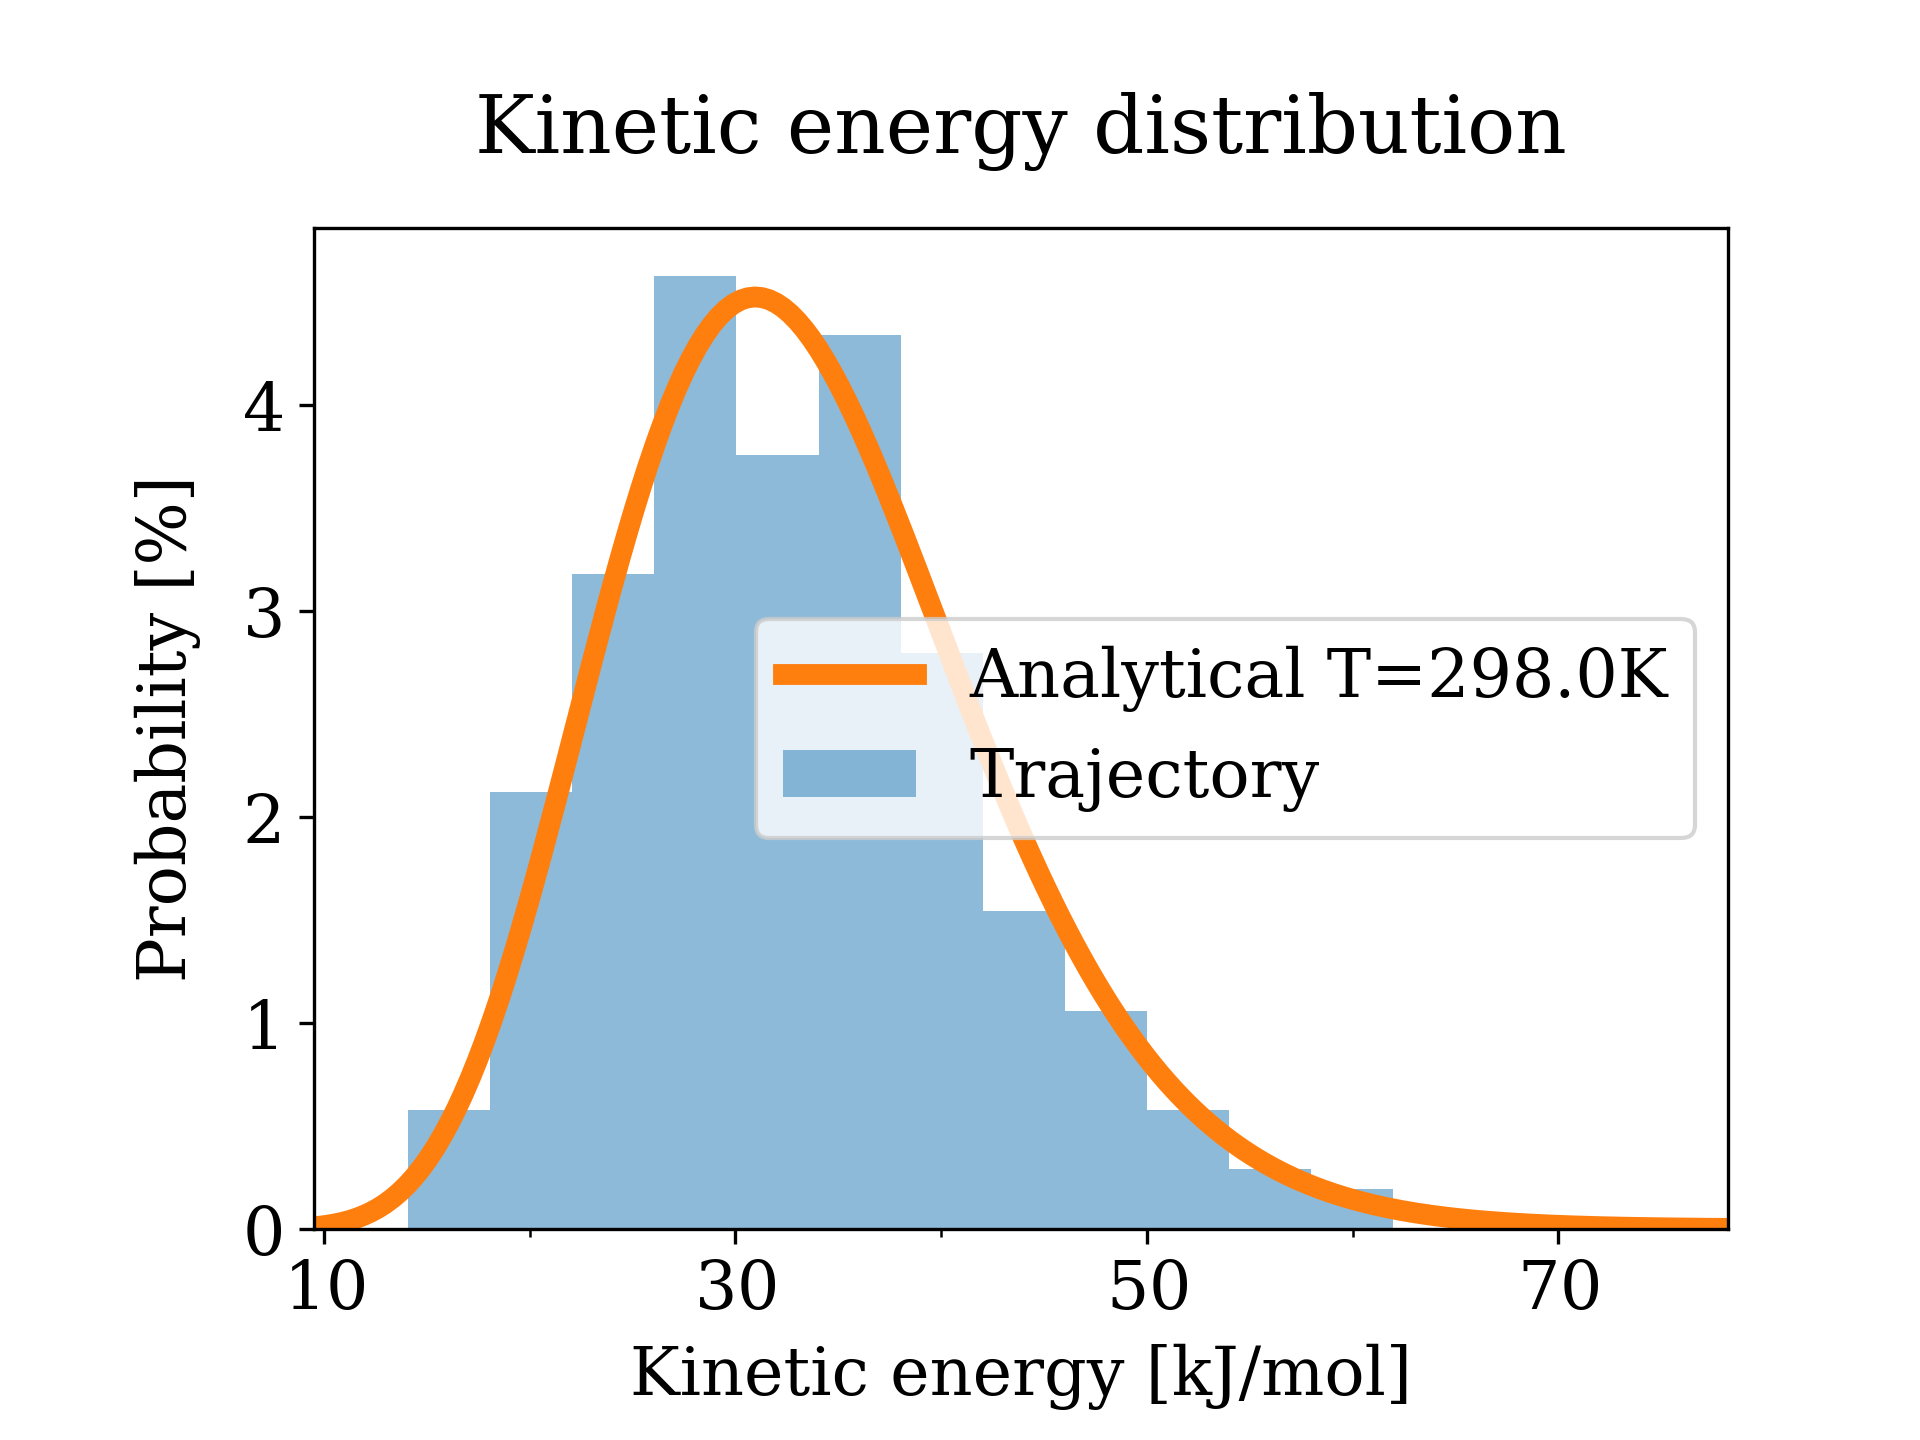 Kinetic energy distribution
Probability [%]
4
3
2
1
0
Analytical T=298.0K
Trajectory
10 30 50 70
Kinetic energy [kJ/mol]